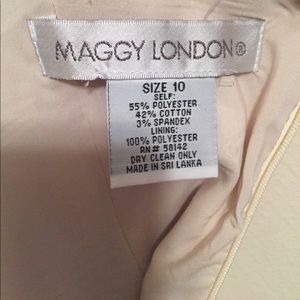 MAGGY LONDON®
SIZE 10
SELF:
55% POLYESTER
42% COTTON
3% SPANDEX
LINING:
100% POLYESTER
RN# 58142
DRY CLEAN ONLY
MADE IN SRI LANKA